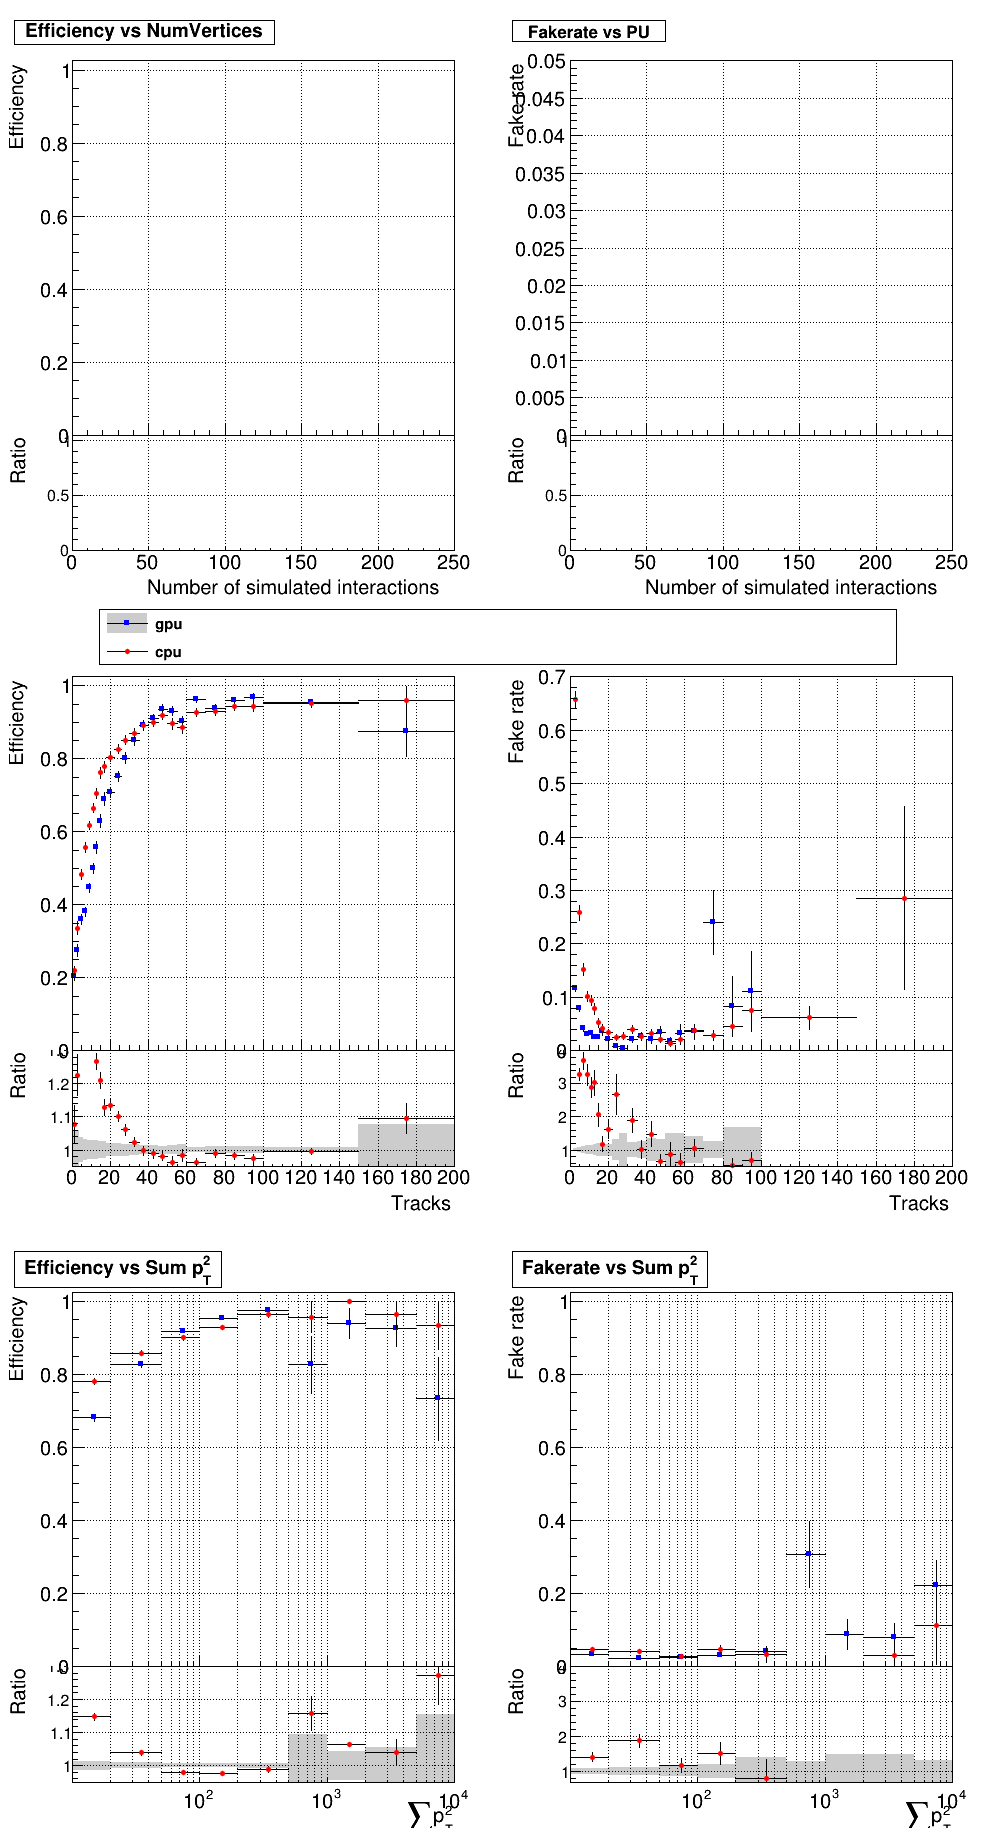 Efficiency vs NumVertices
Fakerate vs PU
Efficiency
1
0.8
0.6
0.4
0.2
0
Ratio
1
0.5
0
0 50 100 150 200 250
Number of simulated interactions
Fake rate
0.05
0.045
0.04
0.035
0.03
0.025
0.02
0.015
0.01
0.005
0
Ratio
1
0.5
0
0 50 100 150 200 250
Number of simulated interactions
gpu
cpu
Efficiency
1
0.8
0.6
0.4
0.2
0
Ratio
1.2
1.1
1
0 20 40 60 80 100 120 140 160 180 200
Tracks
Fake rate
0.7
0.6
0.5
0.4
0.3
0.2
0.1
0
Ratio
3
2
1
0 20 40 60 80 100 120 140 160 180 200
Tracks
Efficiency vs Sum p_T^2
Fakerate vs Sum p_T^2
Efficiency
1
0.8
0.6
0.4
0.2
0
Ratio
1.2
1.1
1
10^2 10^3 10^4
∑p_T^2
Fake rate
1
0.8
0.6
0.4
0.2
0
Ratio
3
2
1
10^2 10^3 10^4
∑p_T^2